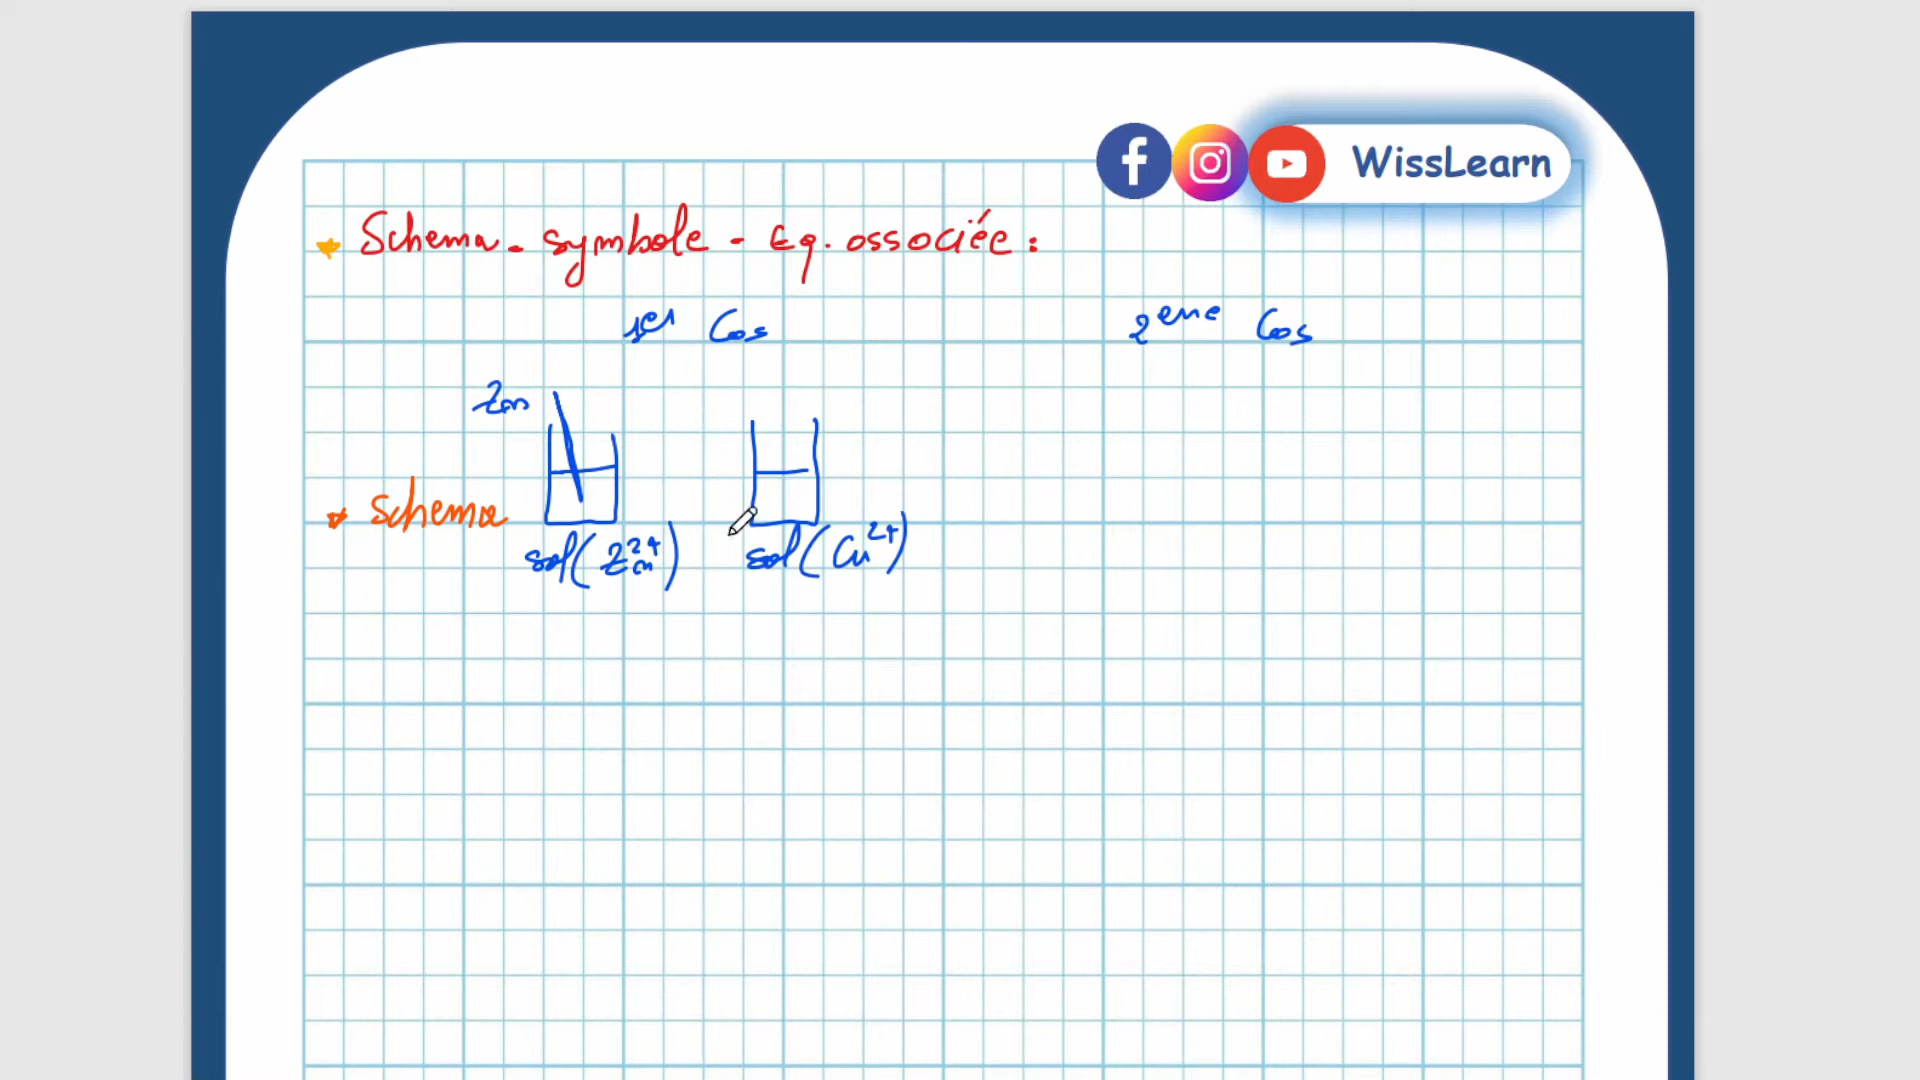 WissLearn
Schema - symbole - Eq. associée :
1er Cas
2eme Cas
Zn
Schema
sol(Zn2+)
sol(Cu2+)